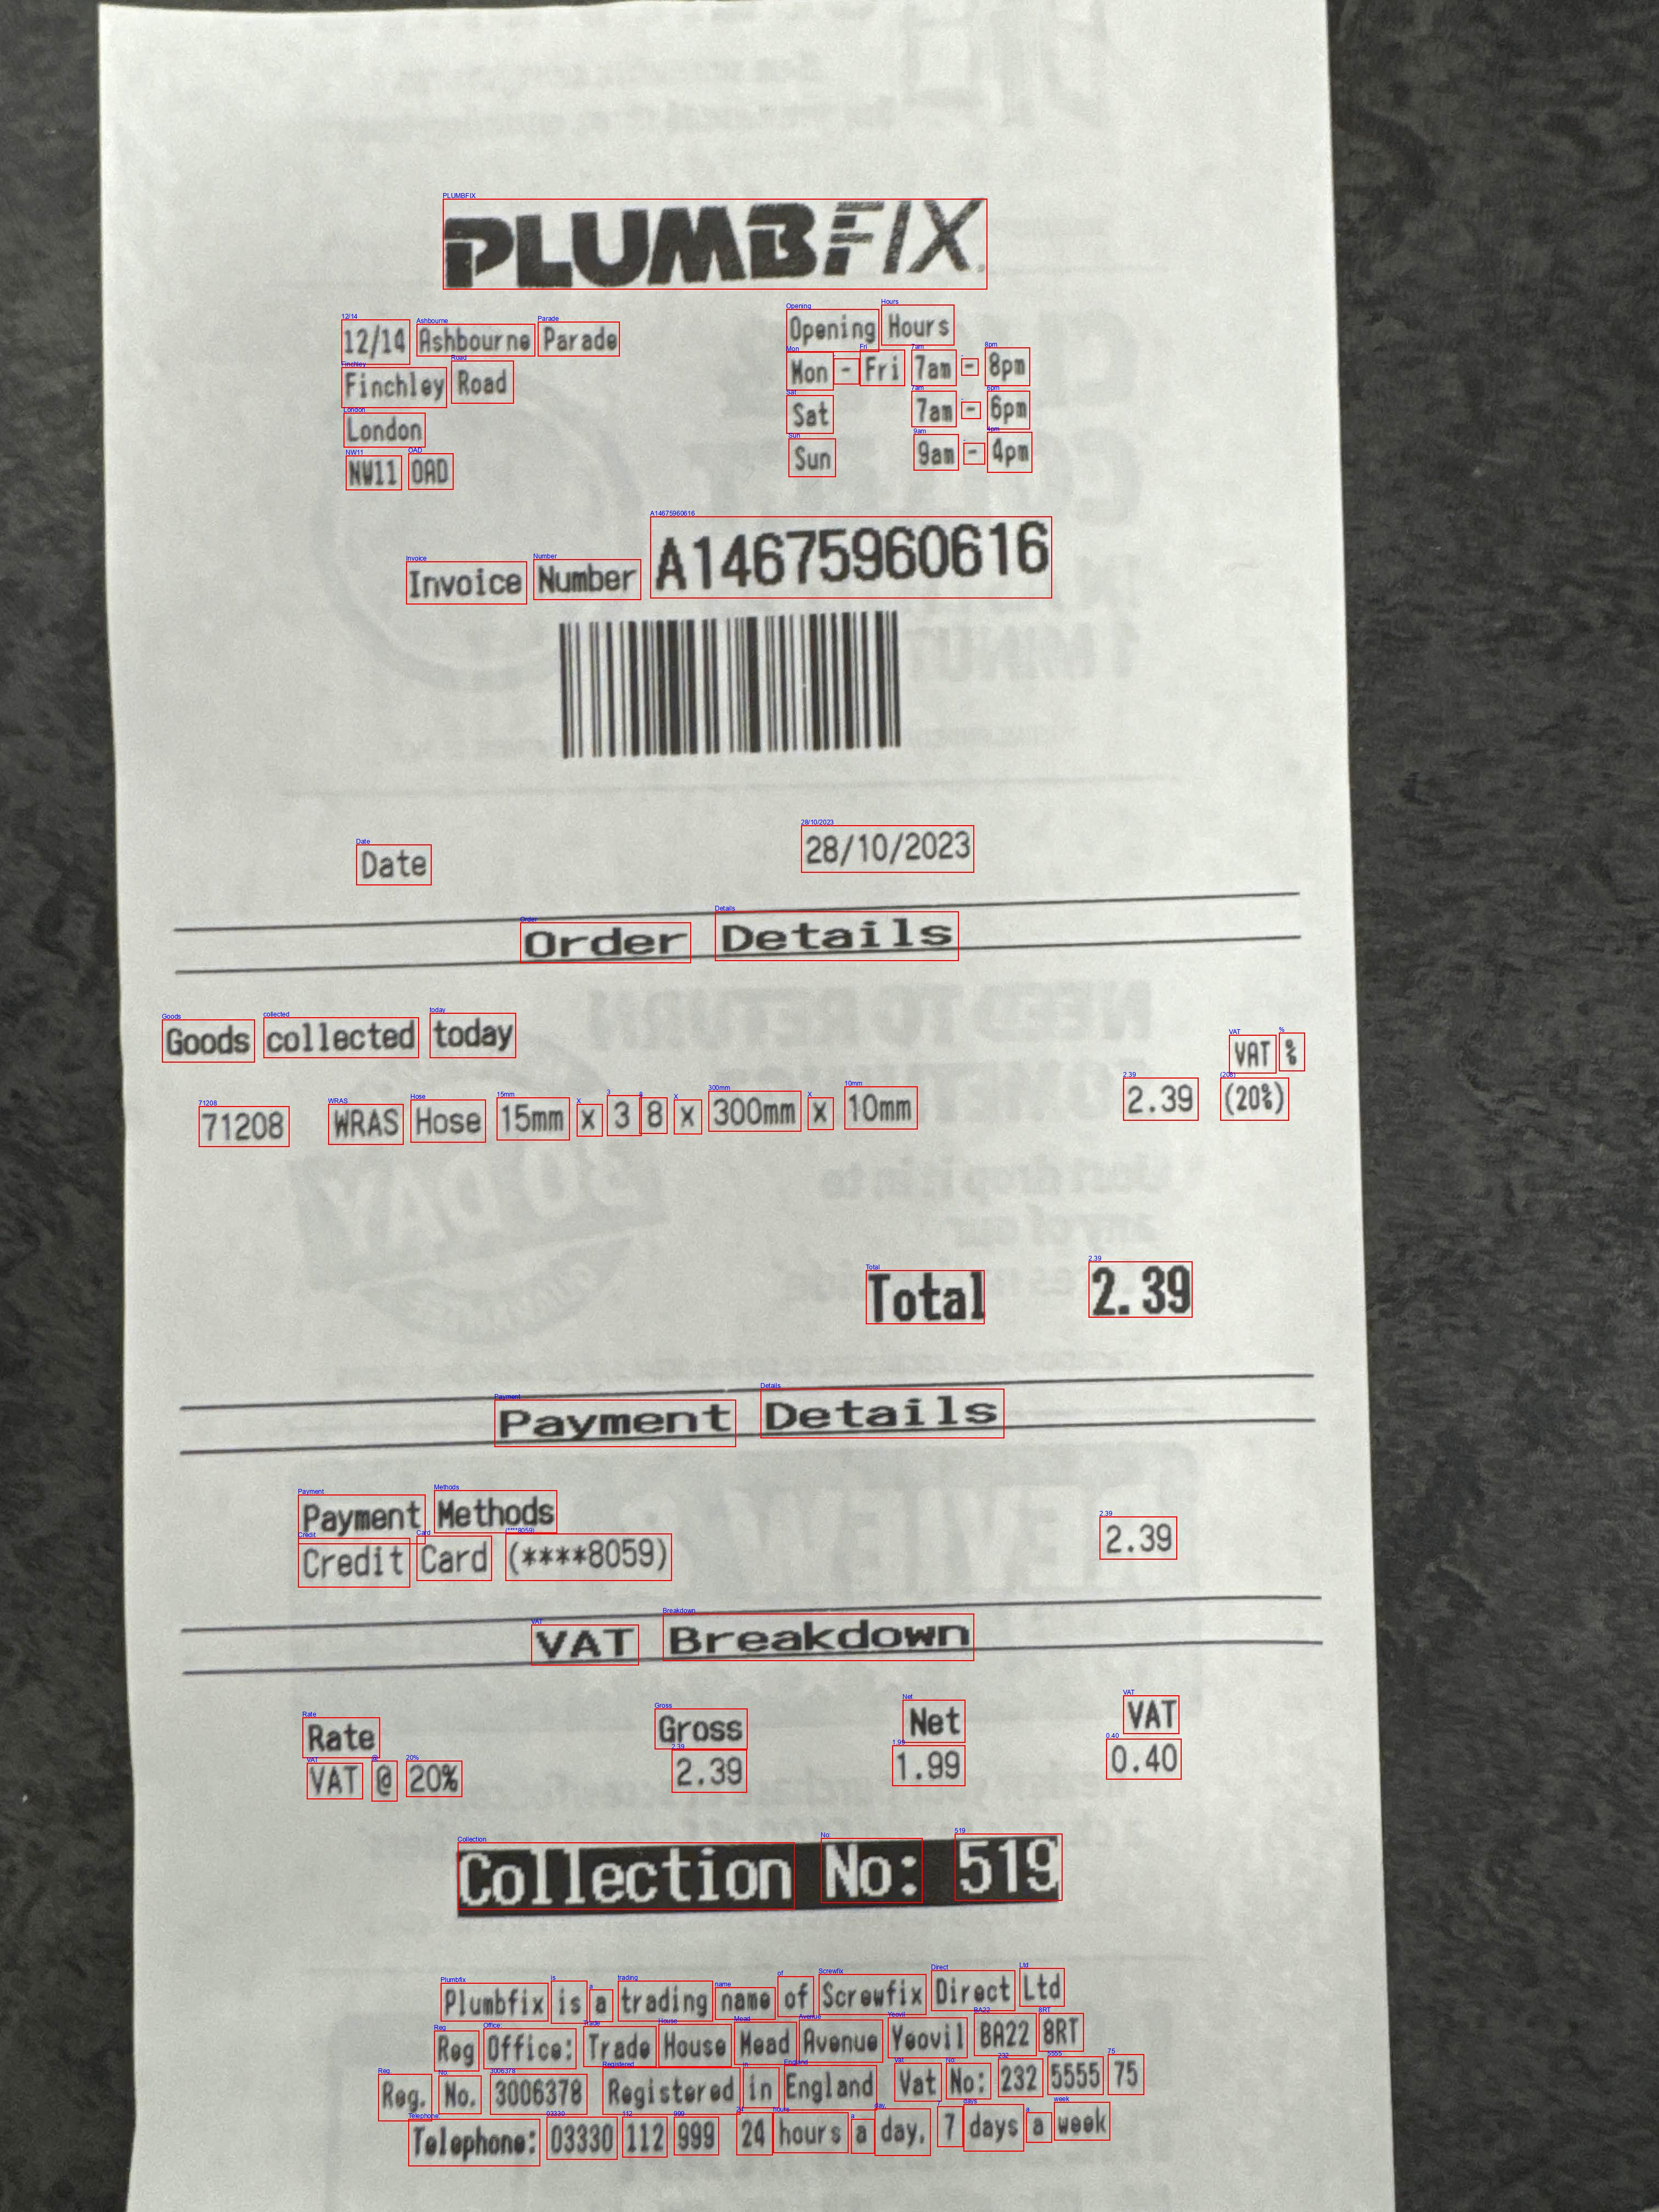 PLUMBFIX
12/14 Ashbourne Parade
Finchley Road
London
NW11 0AD
Opening Hours
Mon - Fri 7am - 8pm
Sat 7am - 6pm
Sun 9am - 4pm
Invoice Number A14675960616
Date 28/10/2023
Order Details
Goods collected today VAT %
71208 WRAS Hose 15mm x 3 8 x 300mm x 10mm 2.39 (20%)
Total 2.39
Payment Details
Payment Methods
Credit Card (****8059) 2.39
VAT Breakdown
Rate Gross Net VAT
VAT @ 20% 2.39 1.99 0.40
Collection No: 519
Plumbfix is a trading name of Screwfix Direct Ltd
Reg Office: Trade House Mead Avenue Yeovil BA22 8RT
Reg. No. 3006378 Registered in England Vat No: 232 5555 75
Telephone: 03330 112 999 24 hours a day, 7 days a week